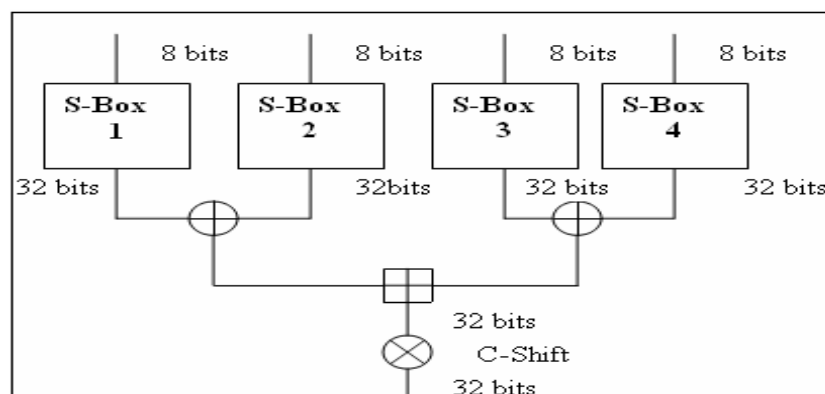 8 bits 8 bits 8 bits 8 bits
S-Box 1
S-Box 2
S-Box 3
S-Box 4
32 bits 32bits 32 bits 32 bits
32 bits
C-Shift
32 bits